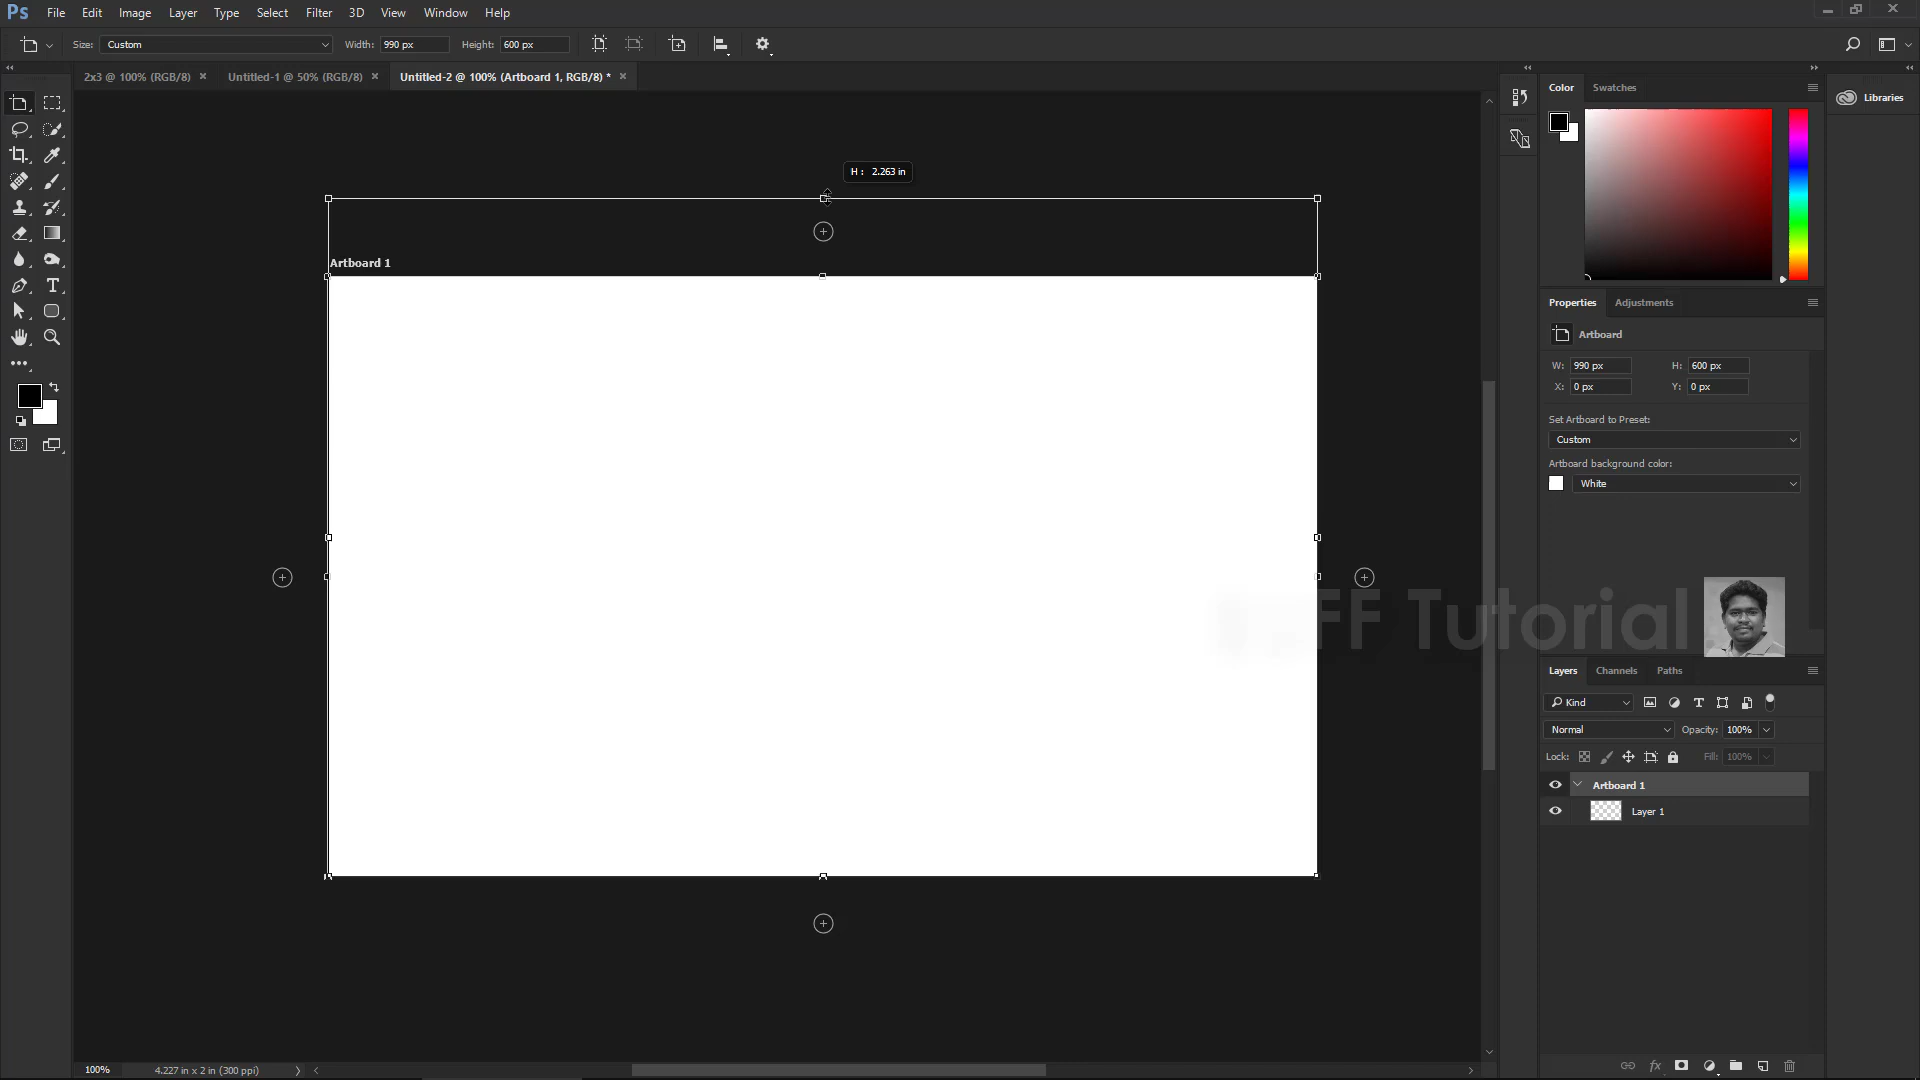 Ps File Edit Image Layer Type Select Filter 3D View Window Help
Size: Custom Width: 990 px Height: 600 px
2x3 @ 100% (RGB/8) × Untitled-1 @ 50% (RGB/8) × Untitled-2 @ 100% (Artboard 1, RGB/8) * ×
Color Swatches
Libraries
H : 2.263 in
Artboard 1
Properties Adjustments
Artboard
W: 990 px H: 600 px
X: 0 px Y: 0 px
Set Artboard to Preset:
Custom
Artboard background color:
White
Tutorial
Layers Channels Paths
Kind
Normal Opacity: 100%
Lock: Fill: 100%
Artboard 1
Layer 1
100% 4.227 in x 2 in (300 ppi)
fx